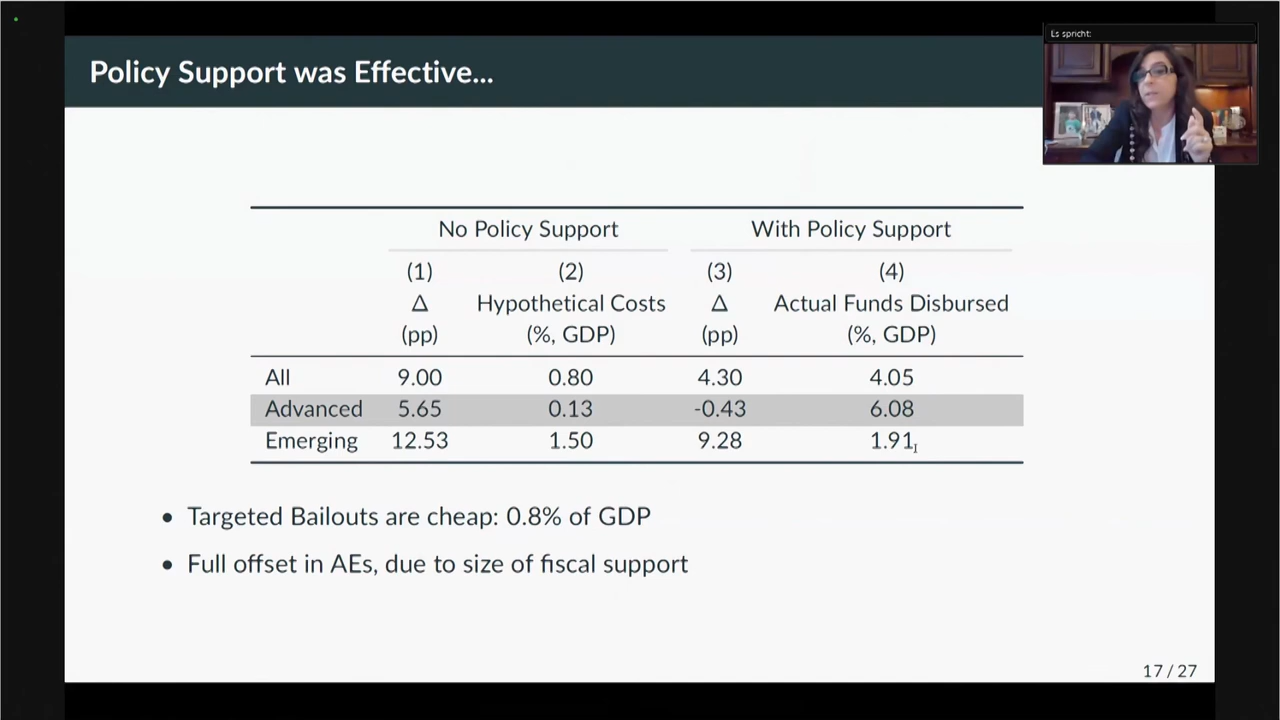 Es spricht:
Policy Support was Effective...
No Policy Support With Policy Support
(1) (2) (3) (4)
Δ Hypothetical Costs Δ Actual Funds Disbursed
(pp) (%, GDP) (pp) (%, GDP)
All 9.00 0.80 4.30 4.05
Advanced 5.65 0.13 -0.43 6.08
Emerging 12.53 1.50 9.28 1.91
• Targeted Bailouts are cheap: 0.8% of GDP
• Full offset in AEs, due to size of fiscal support
17 / 27